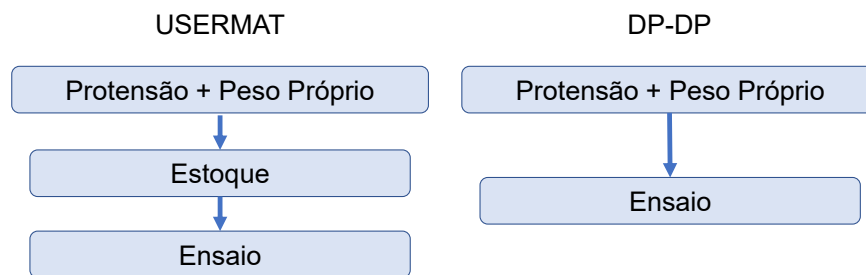 USERMAT
Protensão + Peso Próprio
Estoque
Ensaio
DP-DP
Protensão + Peso Próprio
Ensaio